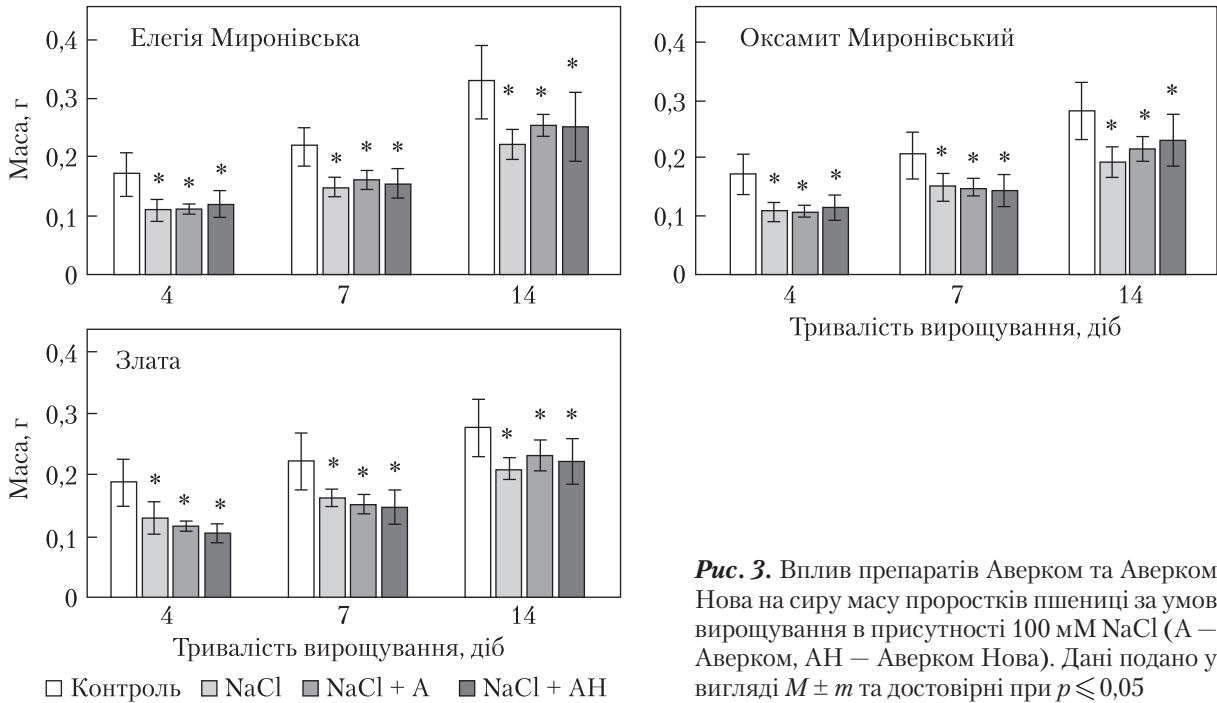 Елегія Миронівська
Маса, г
0,4
0,3
0,2
0,1
0
* * *
* * *
* * *
4 7 14
Оксамит Миронівський
0,4
0,3
0,2
0,1
0
* * *
* * *
* * *
4 7 14
Тривалість вирощування, діб
Злата
Маса, г
0,4
0,3
0,2
0,1
0
* * *
* * *
* * *
4 7 14
Тривалість вирощування, діб
Контроль NaCl NaCl + А NaCl + АН
Рис. 3. Вплив препаратів Аверком та Аверком
Нова на сиру масу проростків пшениці за умов
вирощування в присутності 100 мМ NaCl (А —
Аверком, АН — Аверком Нова). Дані подано у
вигляді M ± m та достовірні при p ⩽ 0,05